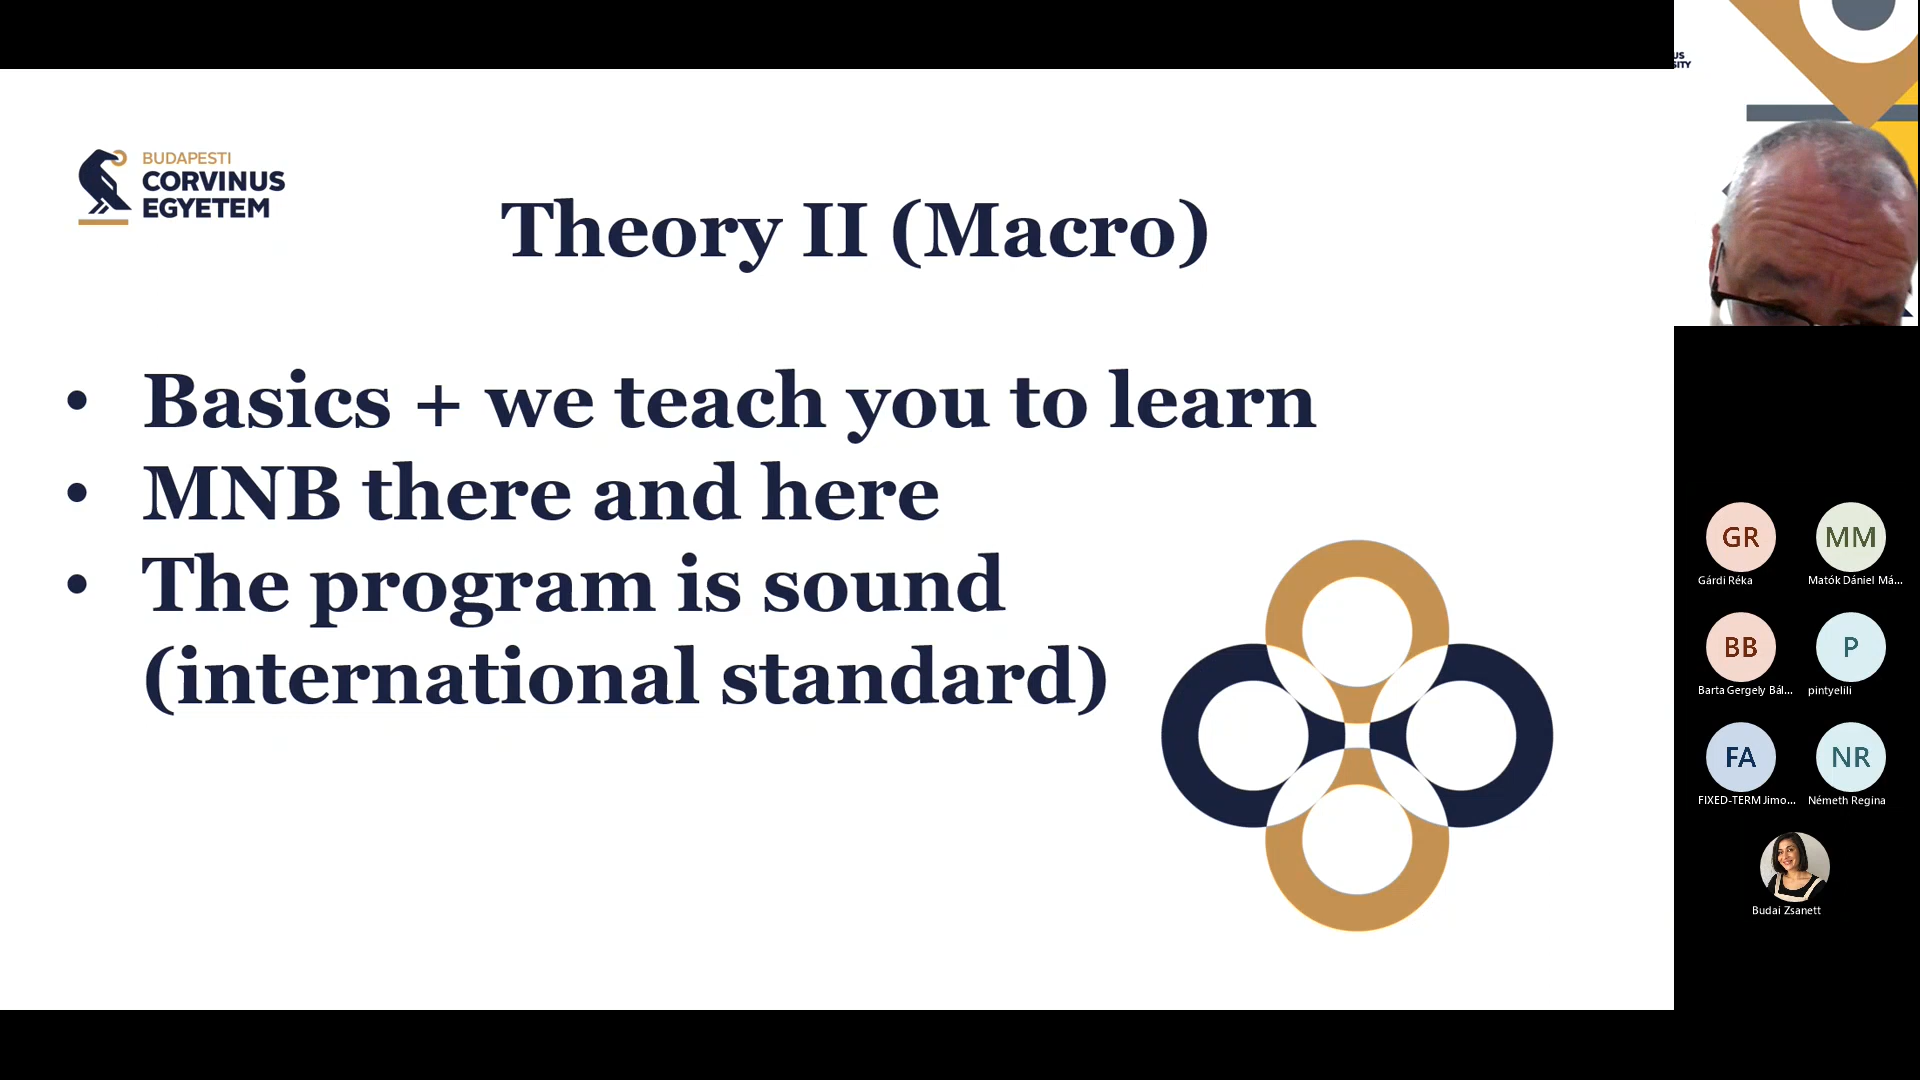 BUDAPESTI
CORVINUS
EGYETEM
Theory II (Macro)
• Basics + we teach you to learn
• MNB there and here
• The program is sound
(international standard)
GR
Gárdi Réka
MM
Matók Dániel Má...
BB
Barta Gergely Bál...
P
pintyelili
FA
FIXED-TERM Jimo...
NR
Németh Regina
Budai Zsanett